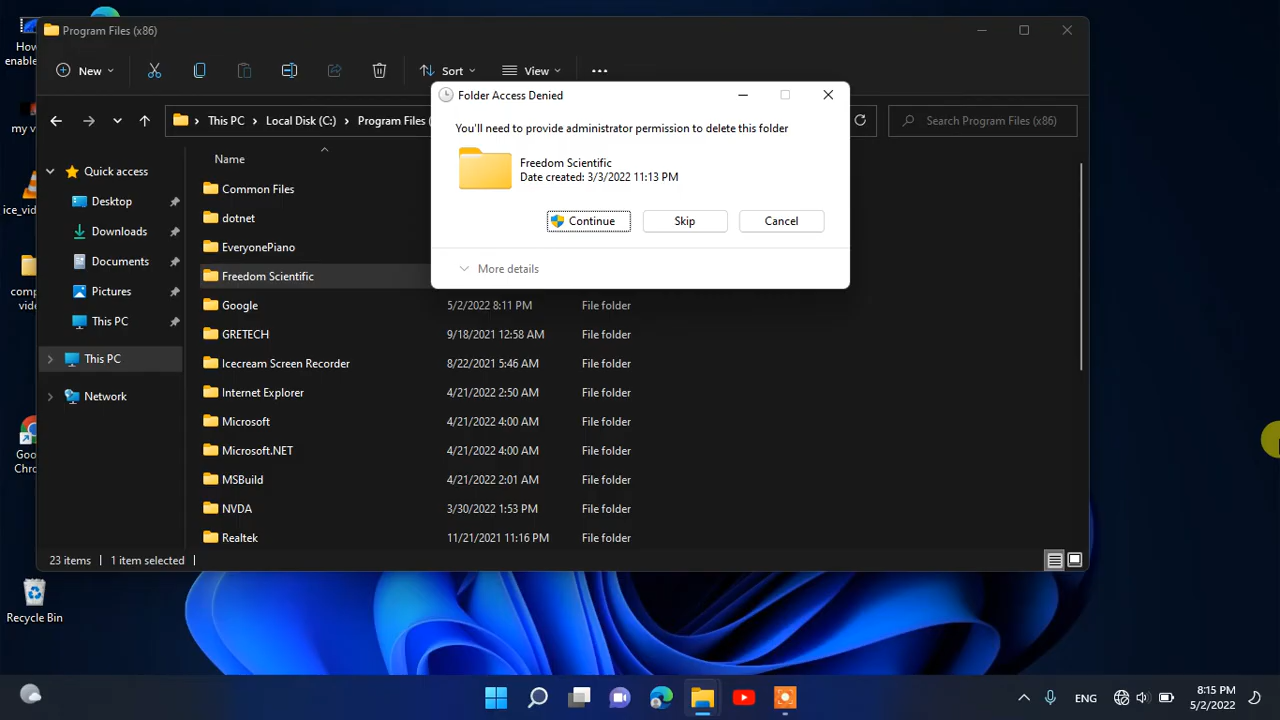 How
enable
my v
ice_vid
comp
video
Goo
Chro
Recycle Bin
Program Files (x86)
New
Sort
View
This PC
Local Disk (C:)
Program Files (
Search Program Files (x86)
Quick access
Desktop
Downloads
Documents
Pictures
This PC
This PC
Network
Name
Common Files
dotnet
EveryonePiano
Freedom Scientific
Google 5/2/2022 8:11 PM File folder
GRETECH 9/18/2021 12:58 AM File folder
Icecream Screen Recorder 8/22/2021 5:46 AM File folder
Internet Explorer 4/21/2022 2:50 AM File folder
Microsoft 4/21/2022 4:00 AM File folder
Microsoft.NET 4/21/2022 4:00 AM File folder
MSBuild 4/21/2022 2:01 AM File folder
NVDA 3/30/2022 1:53 PM File folder
Realtek 11/21/2021 11:16 PM File folder
23 items 1 item selected
Folder Access Denied
You'll need to provide administrator permission to delete this folder
Freedom Scientific
Date created: 3/3/2022 11:13 PM
Continue Skip Cancel
More details
ENG
8:15 PM
5/2/2022